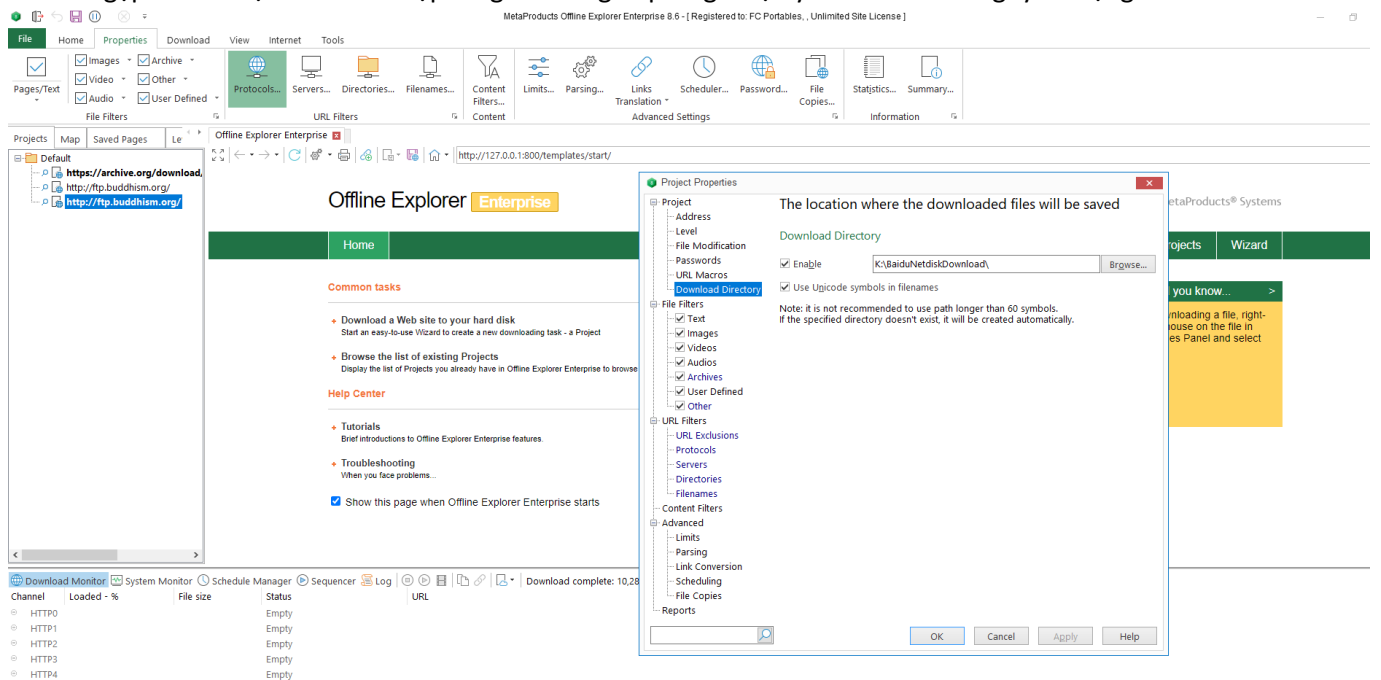 MetaProducts Offline Explorer Enterprise 8.6 - [ Registered to: FC Portables, , Unlimited Site License ]
File Home Properties Download View Internet Tools
Pages/Text
Images Archive
Video Other
Audio User Defined
File Filters
Protocols... Servers... Directories... Filenames...
URL Filters
Content Filters...
Content
Limits... Parsing... Links Translation Scheduler... Password... File Copies...
Advanced Settings
Statistics... Summary...
Information
Projects Map Saved Pages Le
Offline Explorer Enterprise
http://127.0.0.1:800/templates/start/
Default
https://archive.org/download,
http://ftp.buddhism.org/
http://ftp.buddhism.org/
Offline Explorer Enterprise
etaProducts® Systems
Home
rojects Wizard
Common tasks
Download a Web site to your hard disk
Start an easy-to-use Wizard to create a new downloading task - a Project
Browse the list of existing Projects
Display the list of Projects you already have in Offline Explorer Enterprise to browse
Help Center
Tutorials
Brief introductions to Offline Explorer Enterprise features.
Troubleshooting
When you face problems...
Show this page when Offline Explorer Enterprise starts
you know... >
nloading a file, right-
ouse on the file in
es Panel and select
Project Properties
Project
Address
Level
File Modification
Passwords
URL Macros
Download Directory
File Filters
Text
Images
Videos
Audios
Archives
User Defined
Other
URL Filters
URL Exclusions
Protocols
Servers
Directories
Filenames
Content Filters
Advanced
Limits
Parsing
Link Conversion
Scheduling
File Copies
Reports
The location where the downloaded files will be saved
Download Directory
Enable K:\BaiduNetdiskDownload\ Browse...
Use Unicode symbols in filenames
Note: it is not recommended to use path longer than 60 symbols.
If the specified directory doesn't exist, it will be created automatically.
OK Cancel Apply Help
Download Monitor System Monitor Schedule Manager Sequencer Log Download complete: 10,28
Channel Loaded - % File size Status URL
HTTP0 Empty
HTTP1 Empty
HTTP2 Empty
HTTP3 Empty
HTTP4 Empty